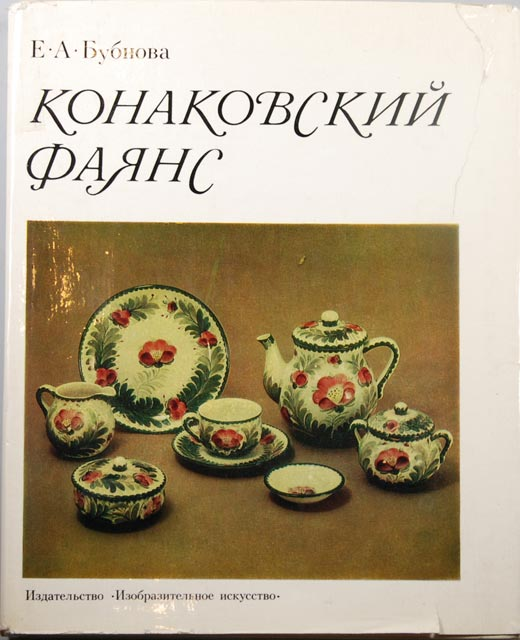 Е·А·Бубнова
КОНАКОВСКИЙ
ФАЯНС
Издательство ·Изобразительное искусство·